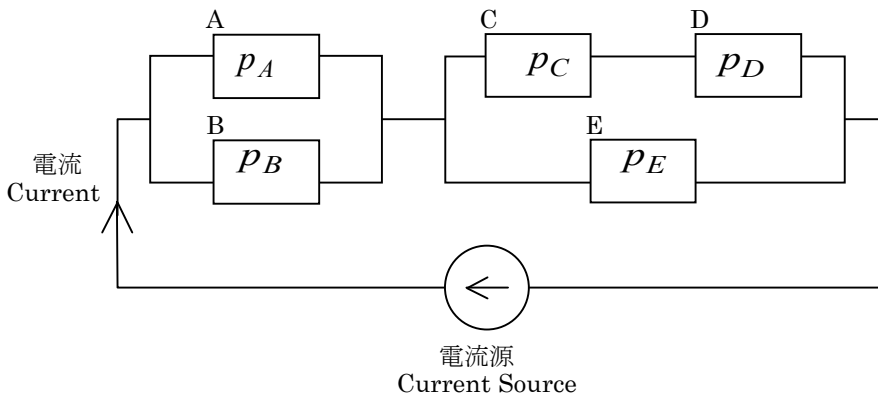 A
p_A
B
p_B
C
p_C
D
p_D
E
p_E
電流
Current
電流源
Current Source